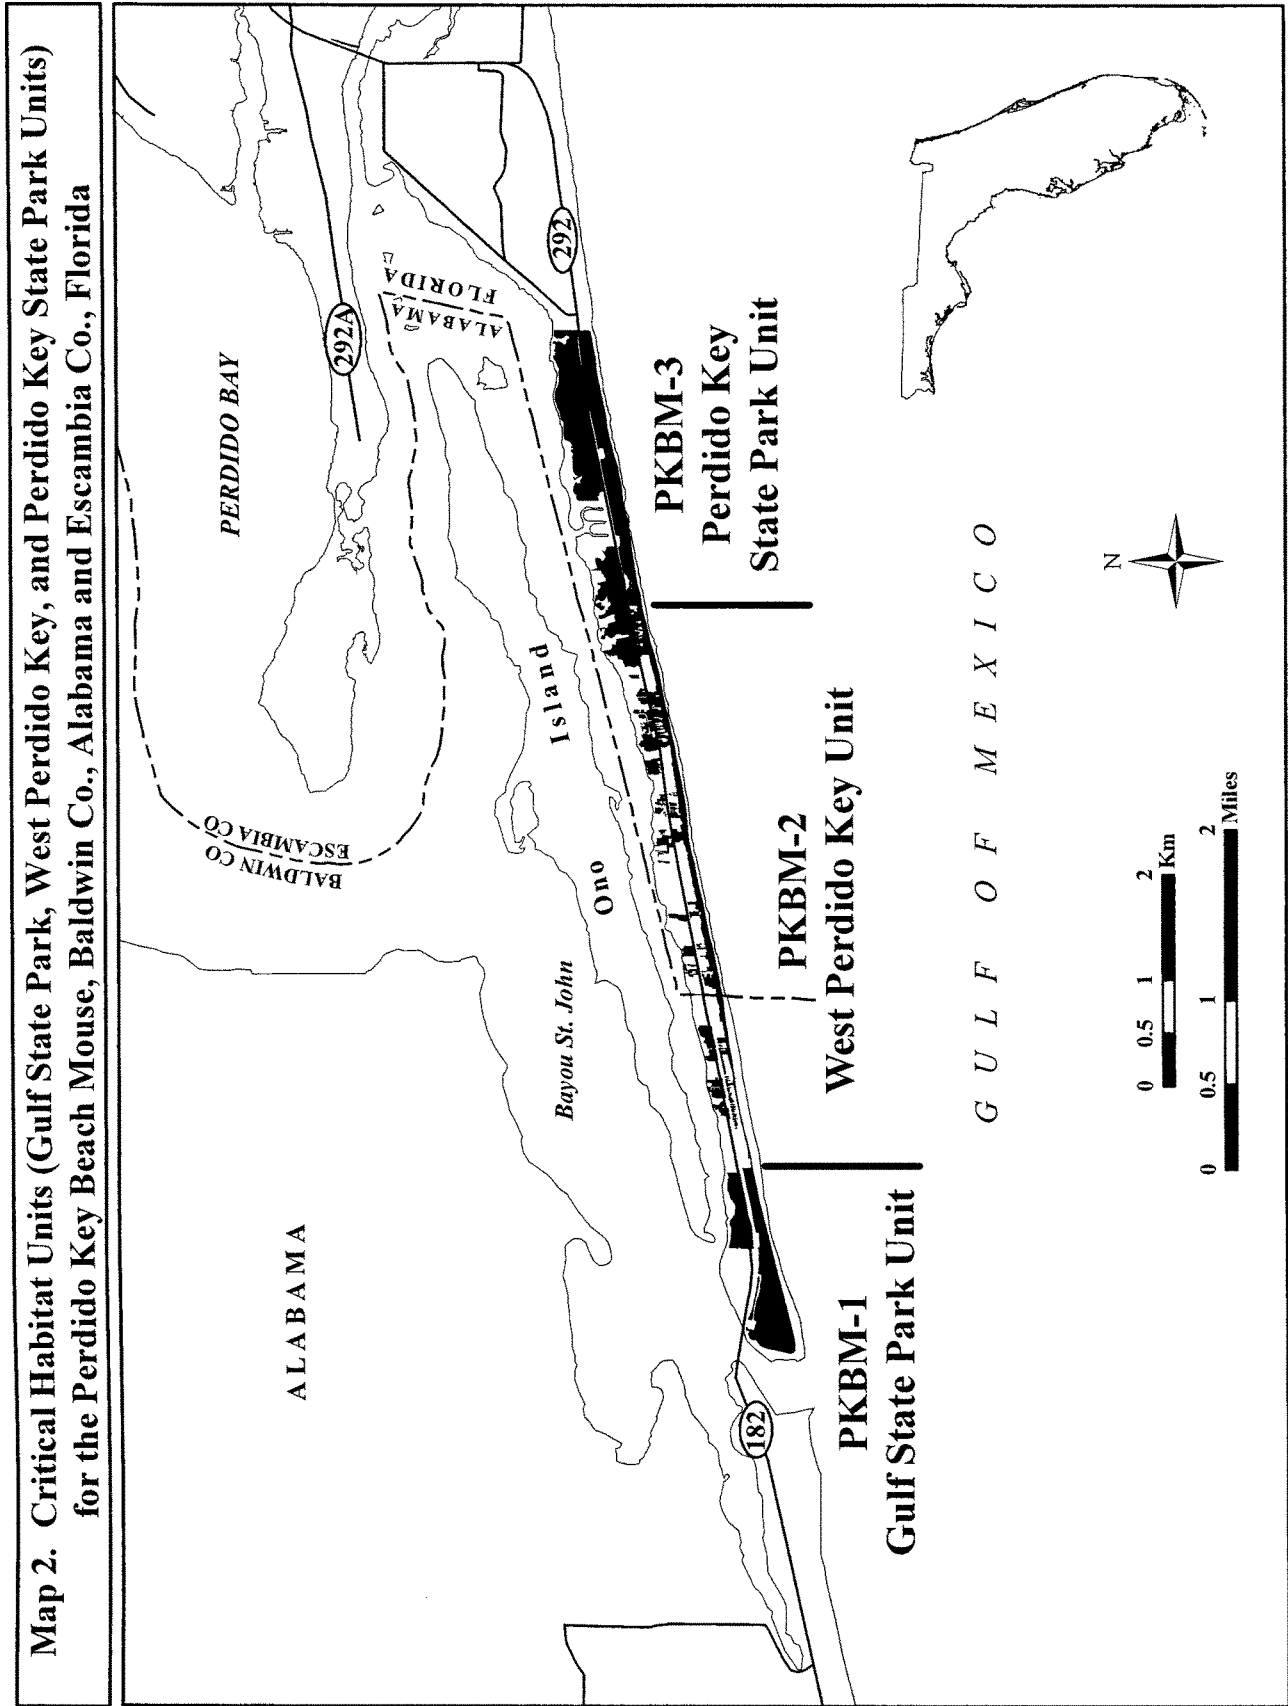 Map 2. Critical Habitat Units (Gulf State Park, West Perdido Key, and Perdido Key State Park Units)
for the Perdido Key Beach Mouse, Baldwin Co., Alabama and Escambia Co., Florida
PERDIDO BAY
292A
BALDWIN CO
ESCAMBIA CO
ALABAMA
FLORIDA
ALABAMA
292
Bayou St. John
Ono Island
182
PKBM-1
Gulf State Park Unit
PKBM-2
West Perdido Key Unit
PKBM-3
Perdido Key
State Park Unit
GULF OF MEXICO
N
0 0.5 1 2
Km
0 0.5 1 2
Miles